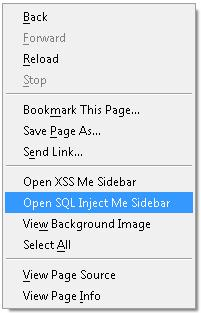 Back
Forward
Reload
Stop
Bookmark This Page...
Save Page As...
Send Link...
Open XSS Me Sidebar
Open SQL Inject Me Sidebar
View Background Image
Select All
View Page Source
View Page Info